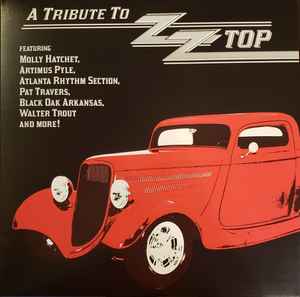 A TRIBUTE TO
ZZ TOP
FEATURING
MOLLY HATCHET,
ARTIMUS PYLE,
ATLANTA RHYTHM SECTION,
PAT TRAVERS,
BLACK OAK ARKANSAS,
WALTER TROUT
AND MORE!